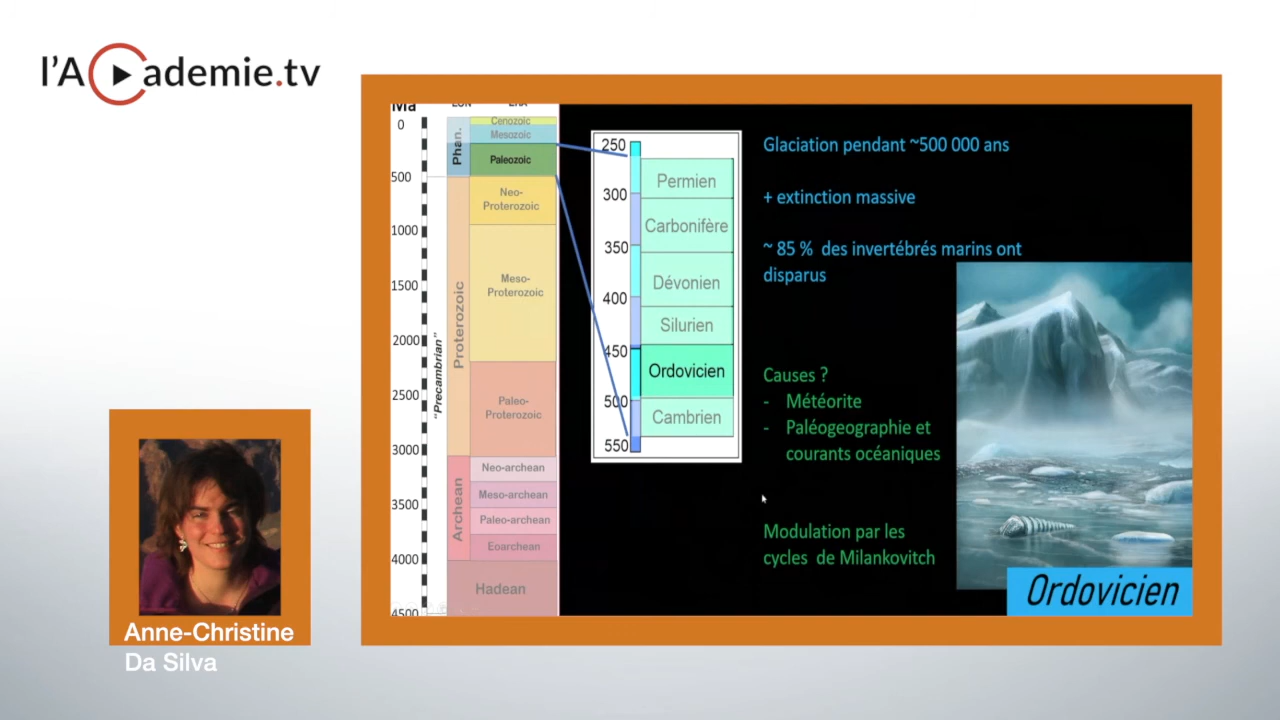 l'Academie.tv
Ma
EON
ERA
0
500
1000
1500
2000
2500
3000
3500
4000
4500
"Precambrian"
Phan.
Proterozoic
Archean
Cenozoic
Mesozoic
Paleozoic
Neo-
Proterozoic
Meso-
Proterozoic
Paleo-
Proterozoic
Neo-archean
Meso-archean
Paleo-archean
Eoarchean
Hadean
250
300
350
400
450
500
550
Permien
Carbonifère
Dévonien
Silurien
Ordovicien
Cambrien
Glaciation pendant ~500 000 ans
+ extinction massive
~ 85 % des invertébrés marins ont
disparus
Causes ?
- Météorite
- Paléogeographie et
courants océaniques
Modulation par les
cycles de Milankovitch
Ordovicien
Anne-Christine
Da Silva